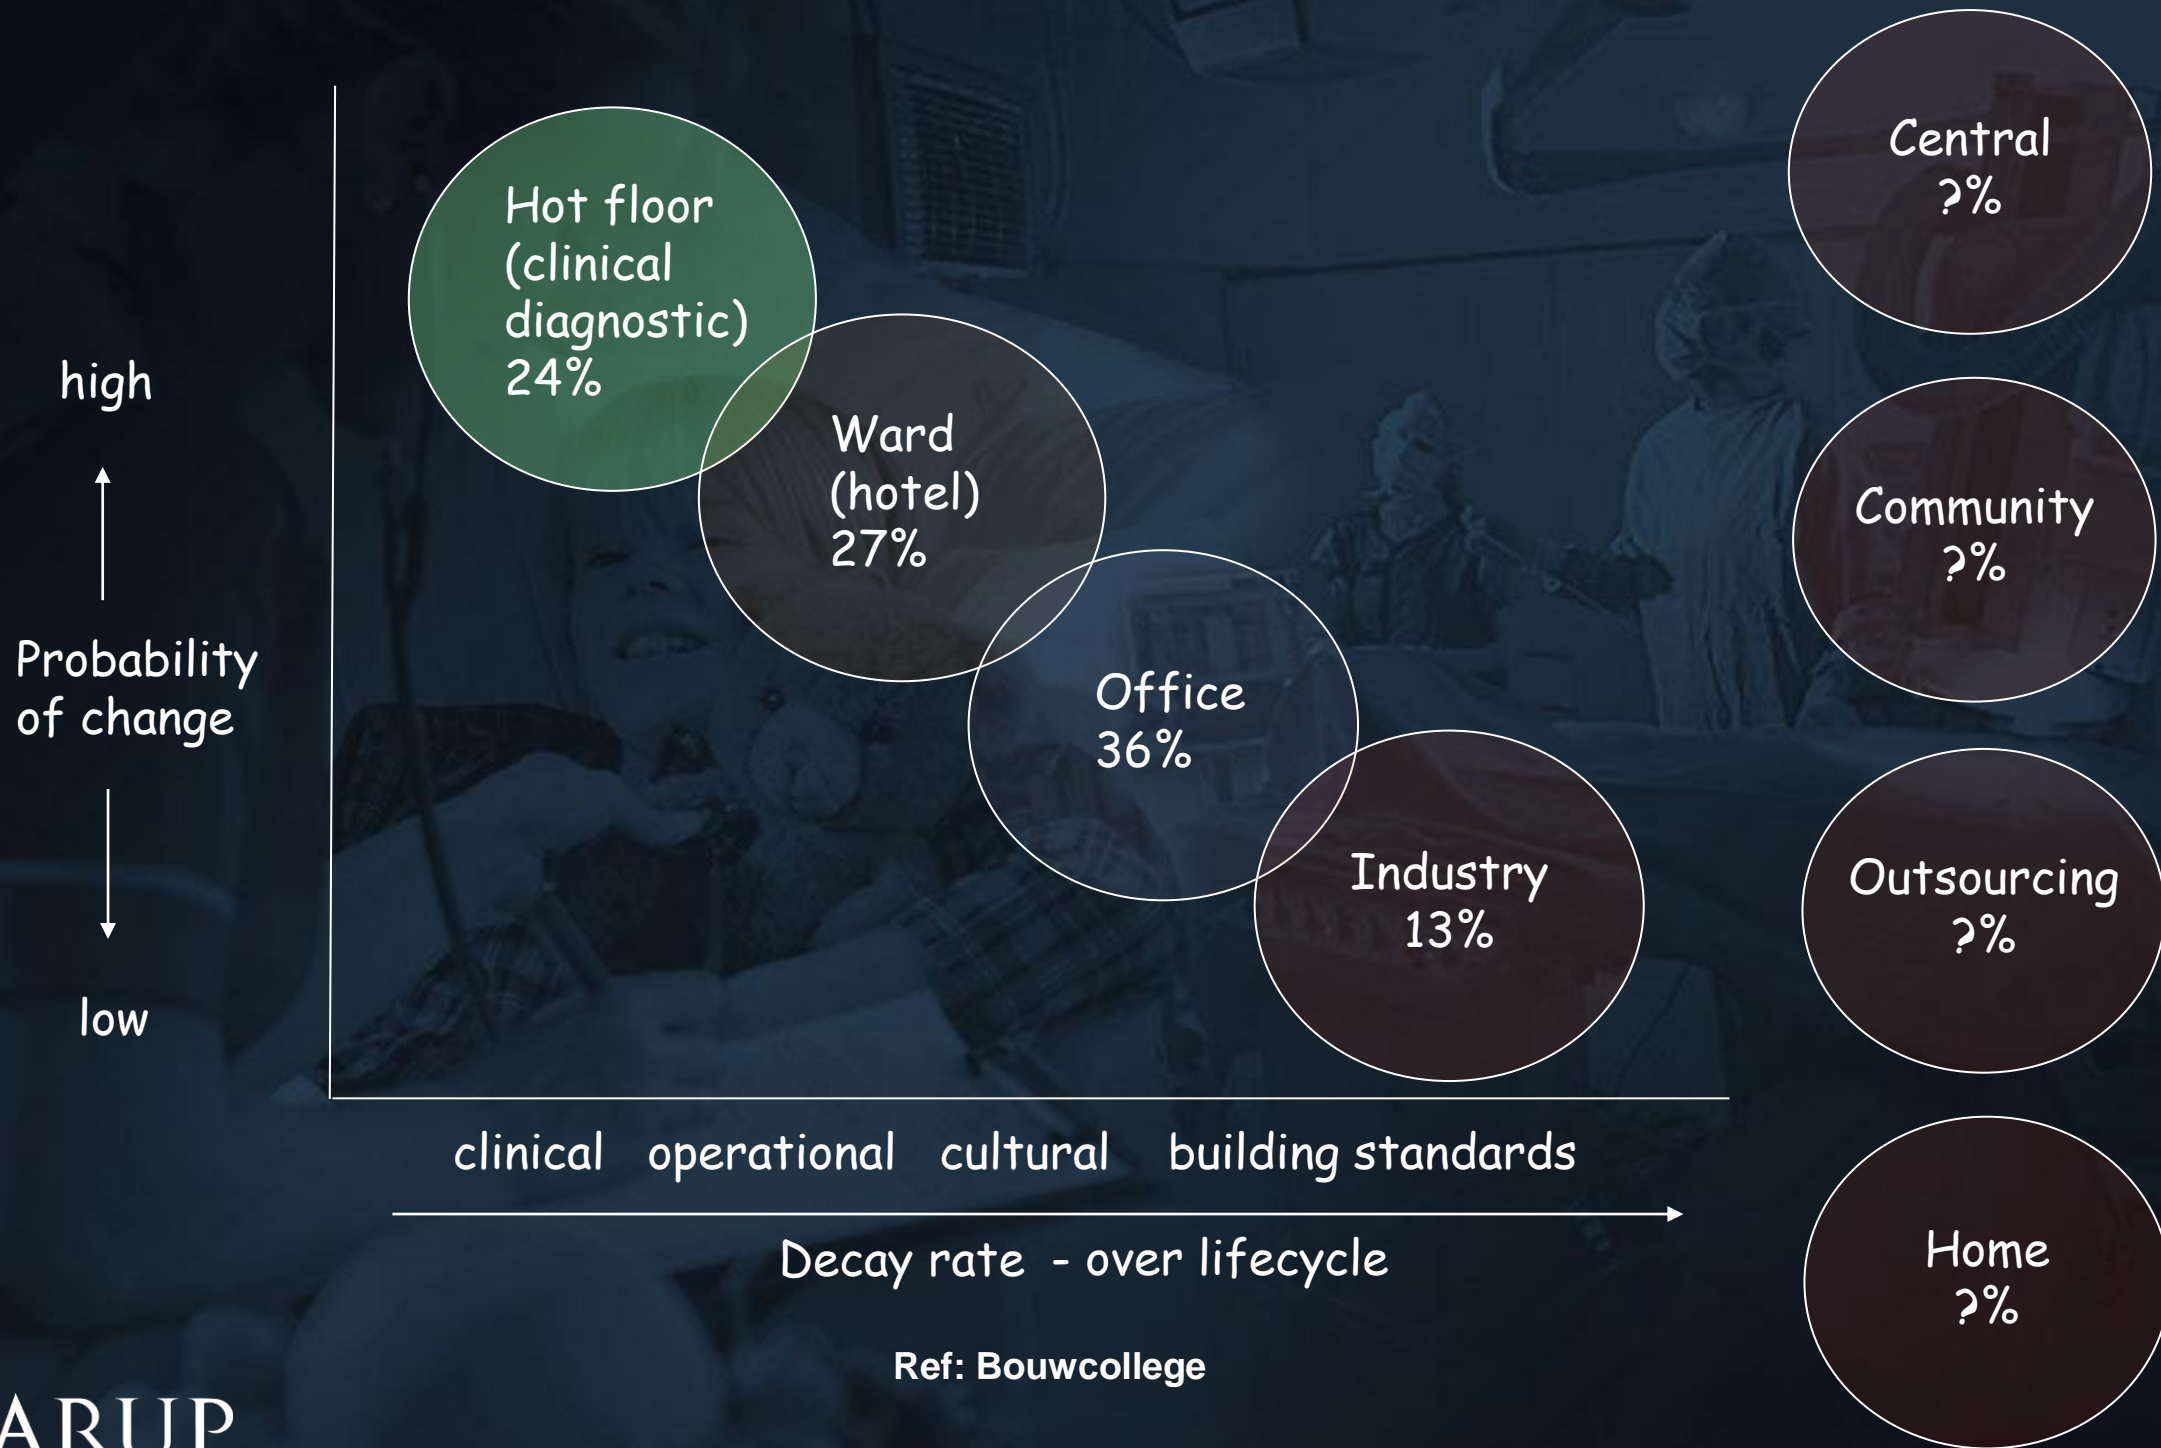 Hot floor
(clinical
diagnostic)
24%
Ward
(hotel)
27%
Office
36%
Industry
13%
Central
?%
Community
?%
Outsourcing
?%
Home
?%
high
Probability
of change
low
clinical operational cultural building standards
Decay rate - over lifecycle
Ref: Bouwcollege
ARUP